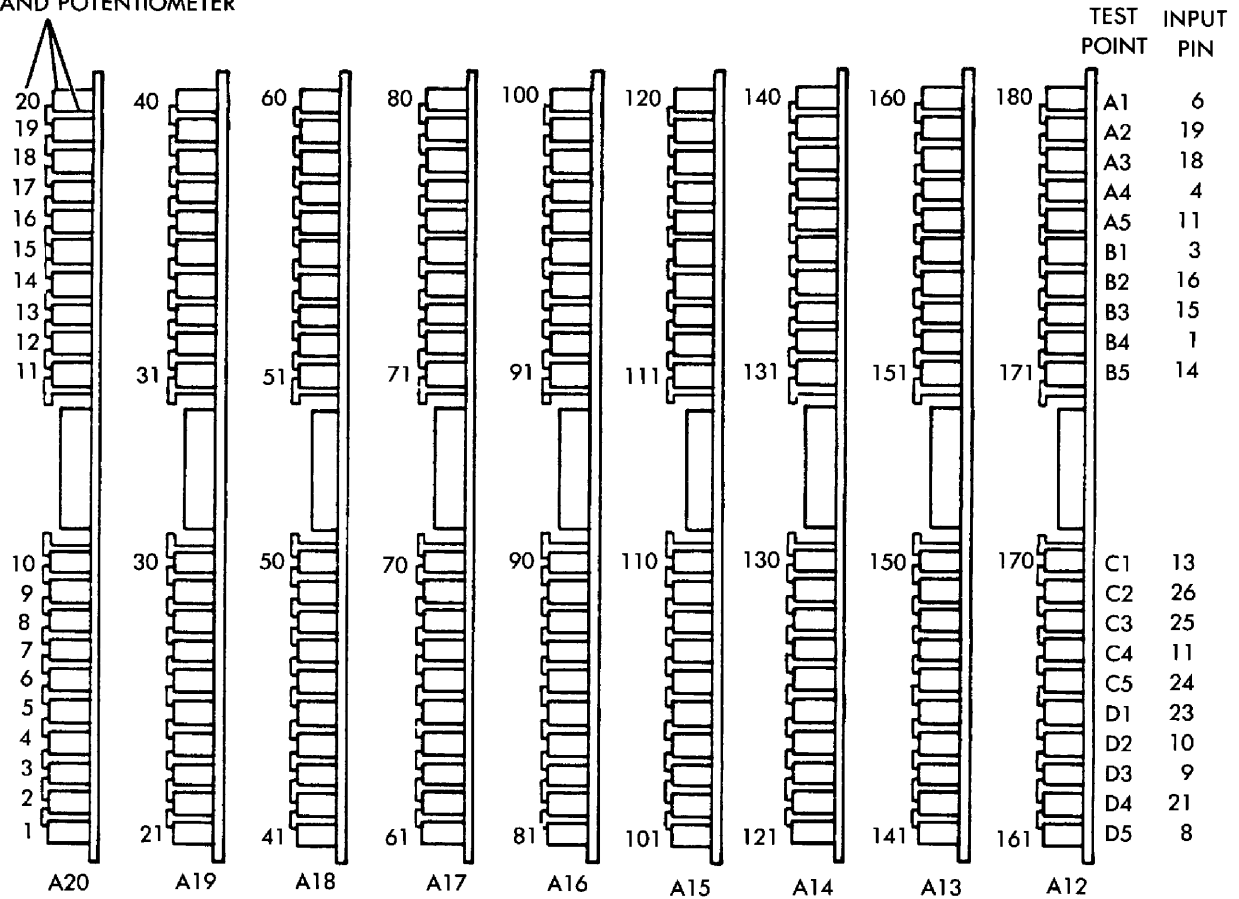 AND POTENTIOMETER
TEST POINT INPUT PIN
20 40 60 80 100 120 140 160 180 A1 6
19 A2 19
18 A3 18
17 A4 4
16 A5 11
15 B1 3
14 B2 16
13 B3 15
12 B4 1
11 31 51 71 91 111 131 151 171 B5 14
10 30 50 70 90 110 130 150 170 C1 13
9 C2 26
8 C3 25
7 C4 11
6 C5 24
5 D1 23
4 D2 10
3 D3 9
2 D4 21
1 21 41 61 81 101 121 141 161 D5 8
A20 A19 A18 A17 A16 A15 A14 A13 A12